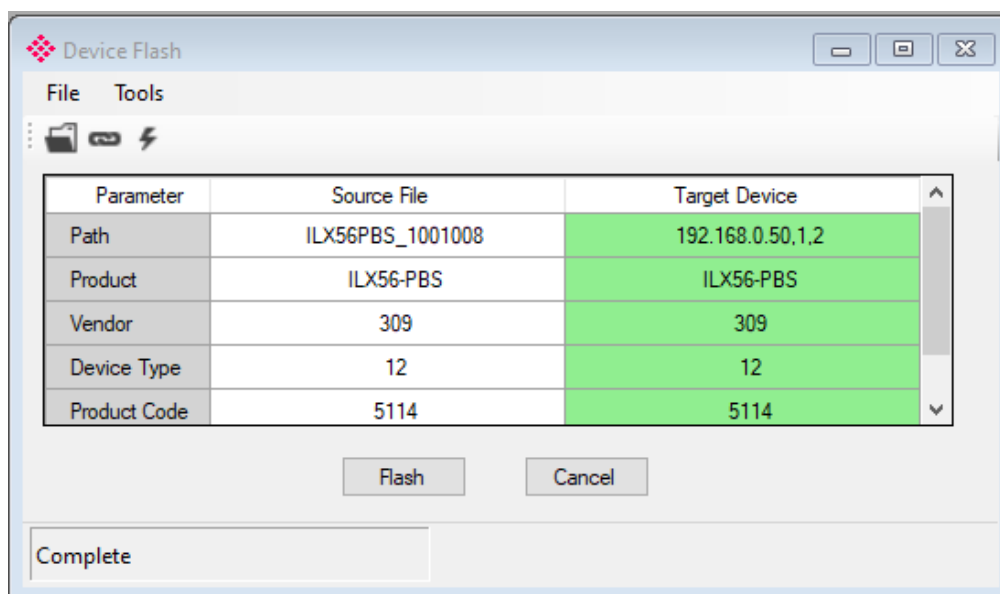 Device Flash
File Tools
Parameter Source File Target Device
Path ILX56PBS_1001008 192.168.0.50,1,2
Product ILX56-PBS ILX56-PBS
Vendor 309 309
Device Type 12 12
Product Code 5114 5114
Flash Cancel
Complete